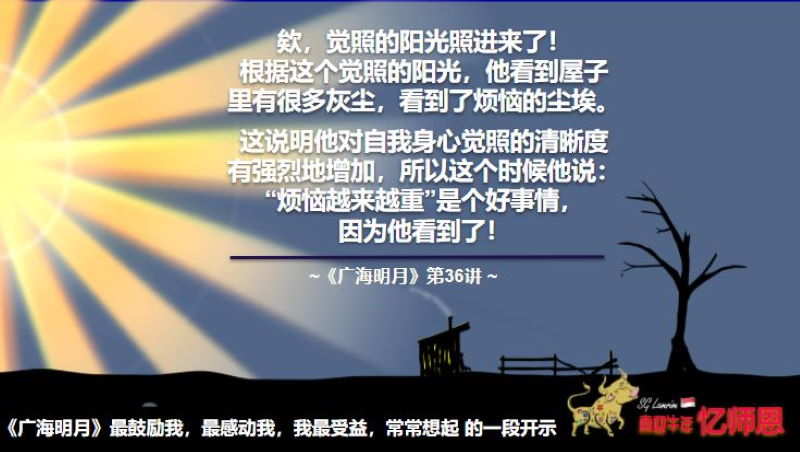 欸，觉照的阳光照进来了！
根据这个觉照的阳光，他看到屋子
里有很多灰尘，看到了烦恼的尘埃。
这说明他对自我身心觉照的清晰度
有强烈地增加，所以这个时候他说：
“烦恼越来越重”是个好事情，
因为他看到了！
~《广海明月》第36讲 ~
SG Lamrim
忆师恩
《广海明月》最鼓励我，最感动我，我最受益，常常想起 的一段开示